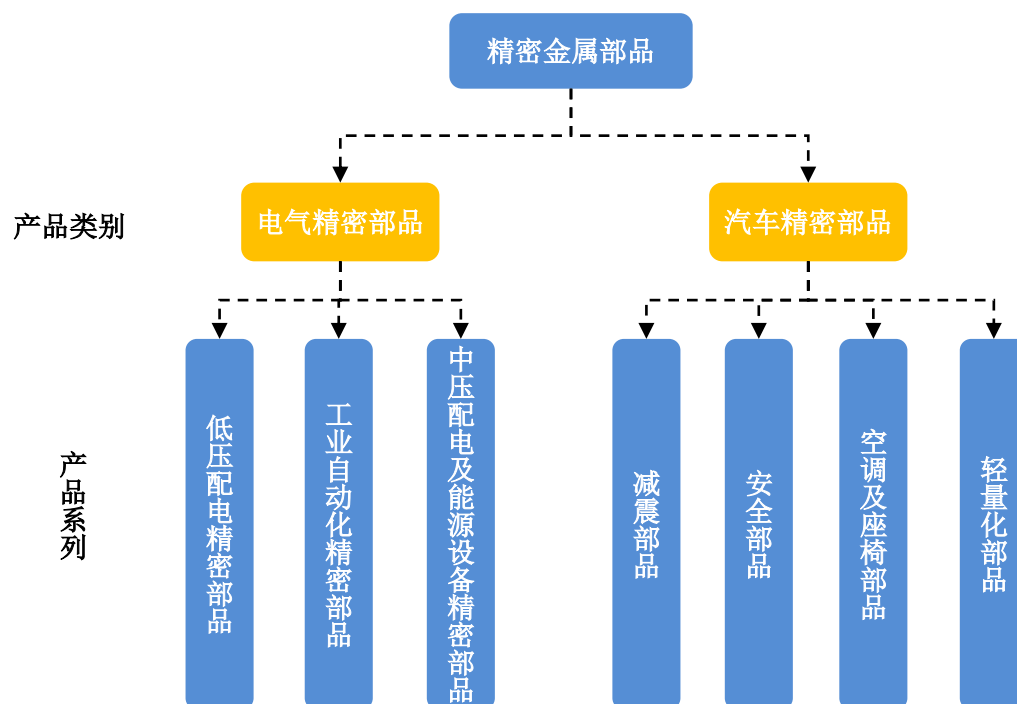 精密金属部品
产品类别
电气精密部品
汽车精密部品
产品系列
低压配电精密部品
工业自动化精密部品
中压配电及能源设备精密部品
减震部品
安全部品
空调及座椅部品
轻量化部品